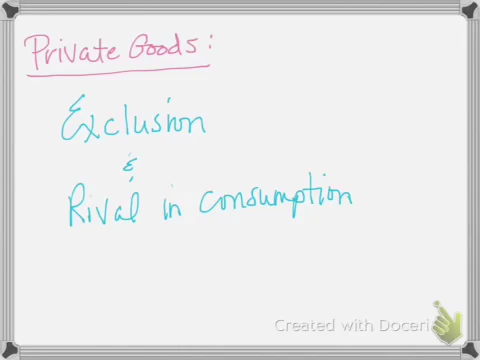 Private Goods:
Exclusion
&
Rival in consumption
Created with Doceri